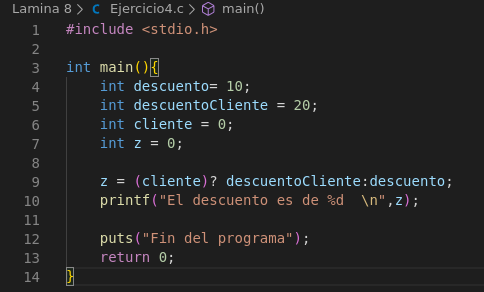 Lamina 8 > C Ejercicio4.c > main()
1 #include <stdio.h>
2
3 int main(){
4 int descuento= 10;
5 int descuentoCliente = 20;
6 int cliente = 0;
7 int z = 0;
8
9 z = (cliente)? descuentoCliente:descuento;
10 printf("El descuento es de %d  \n",z);
11
12 puts("Fin del programa");
13 return 0;
14 }